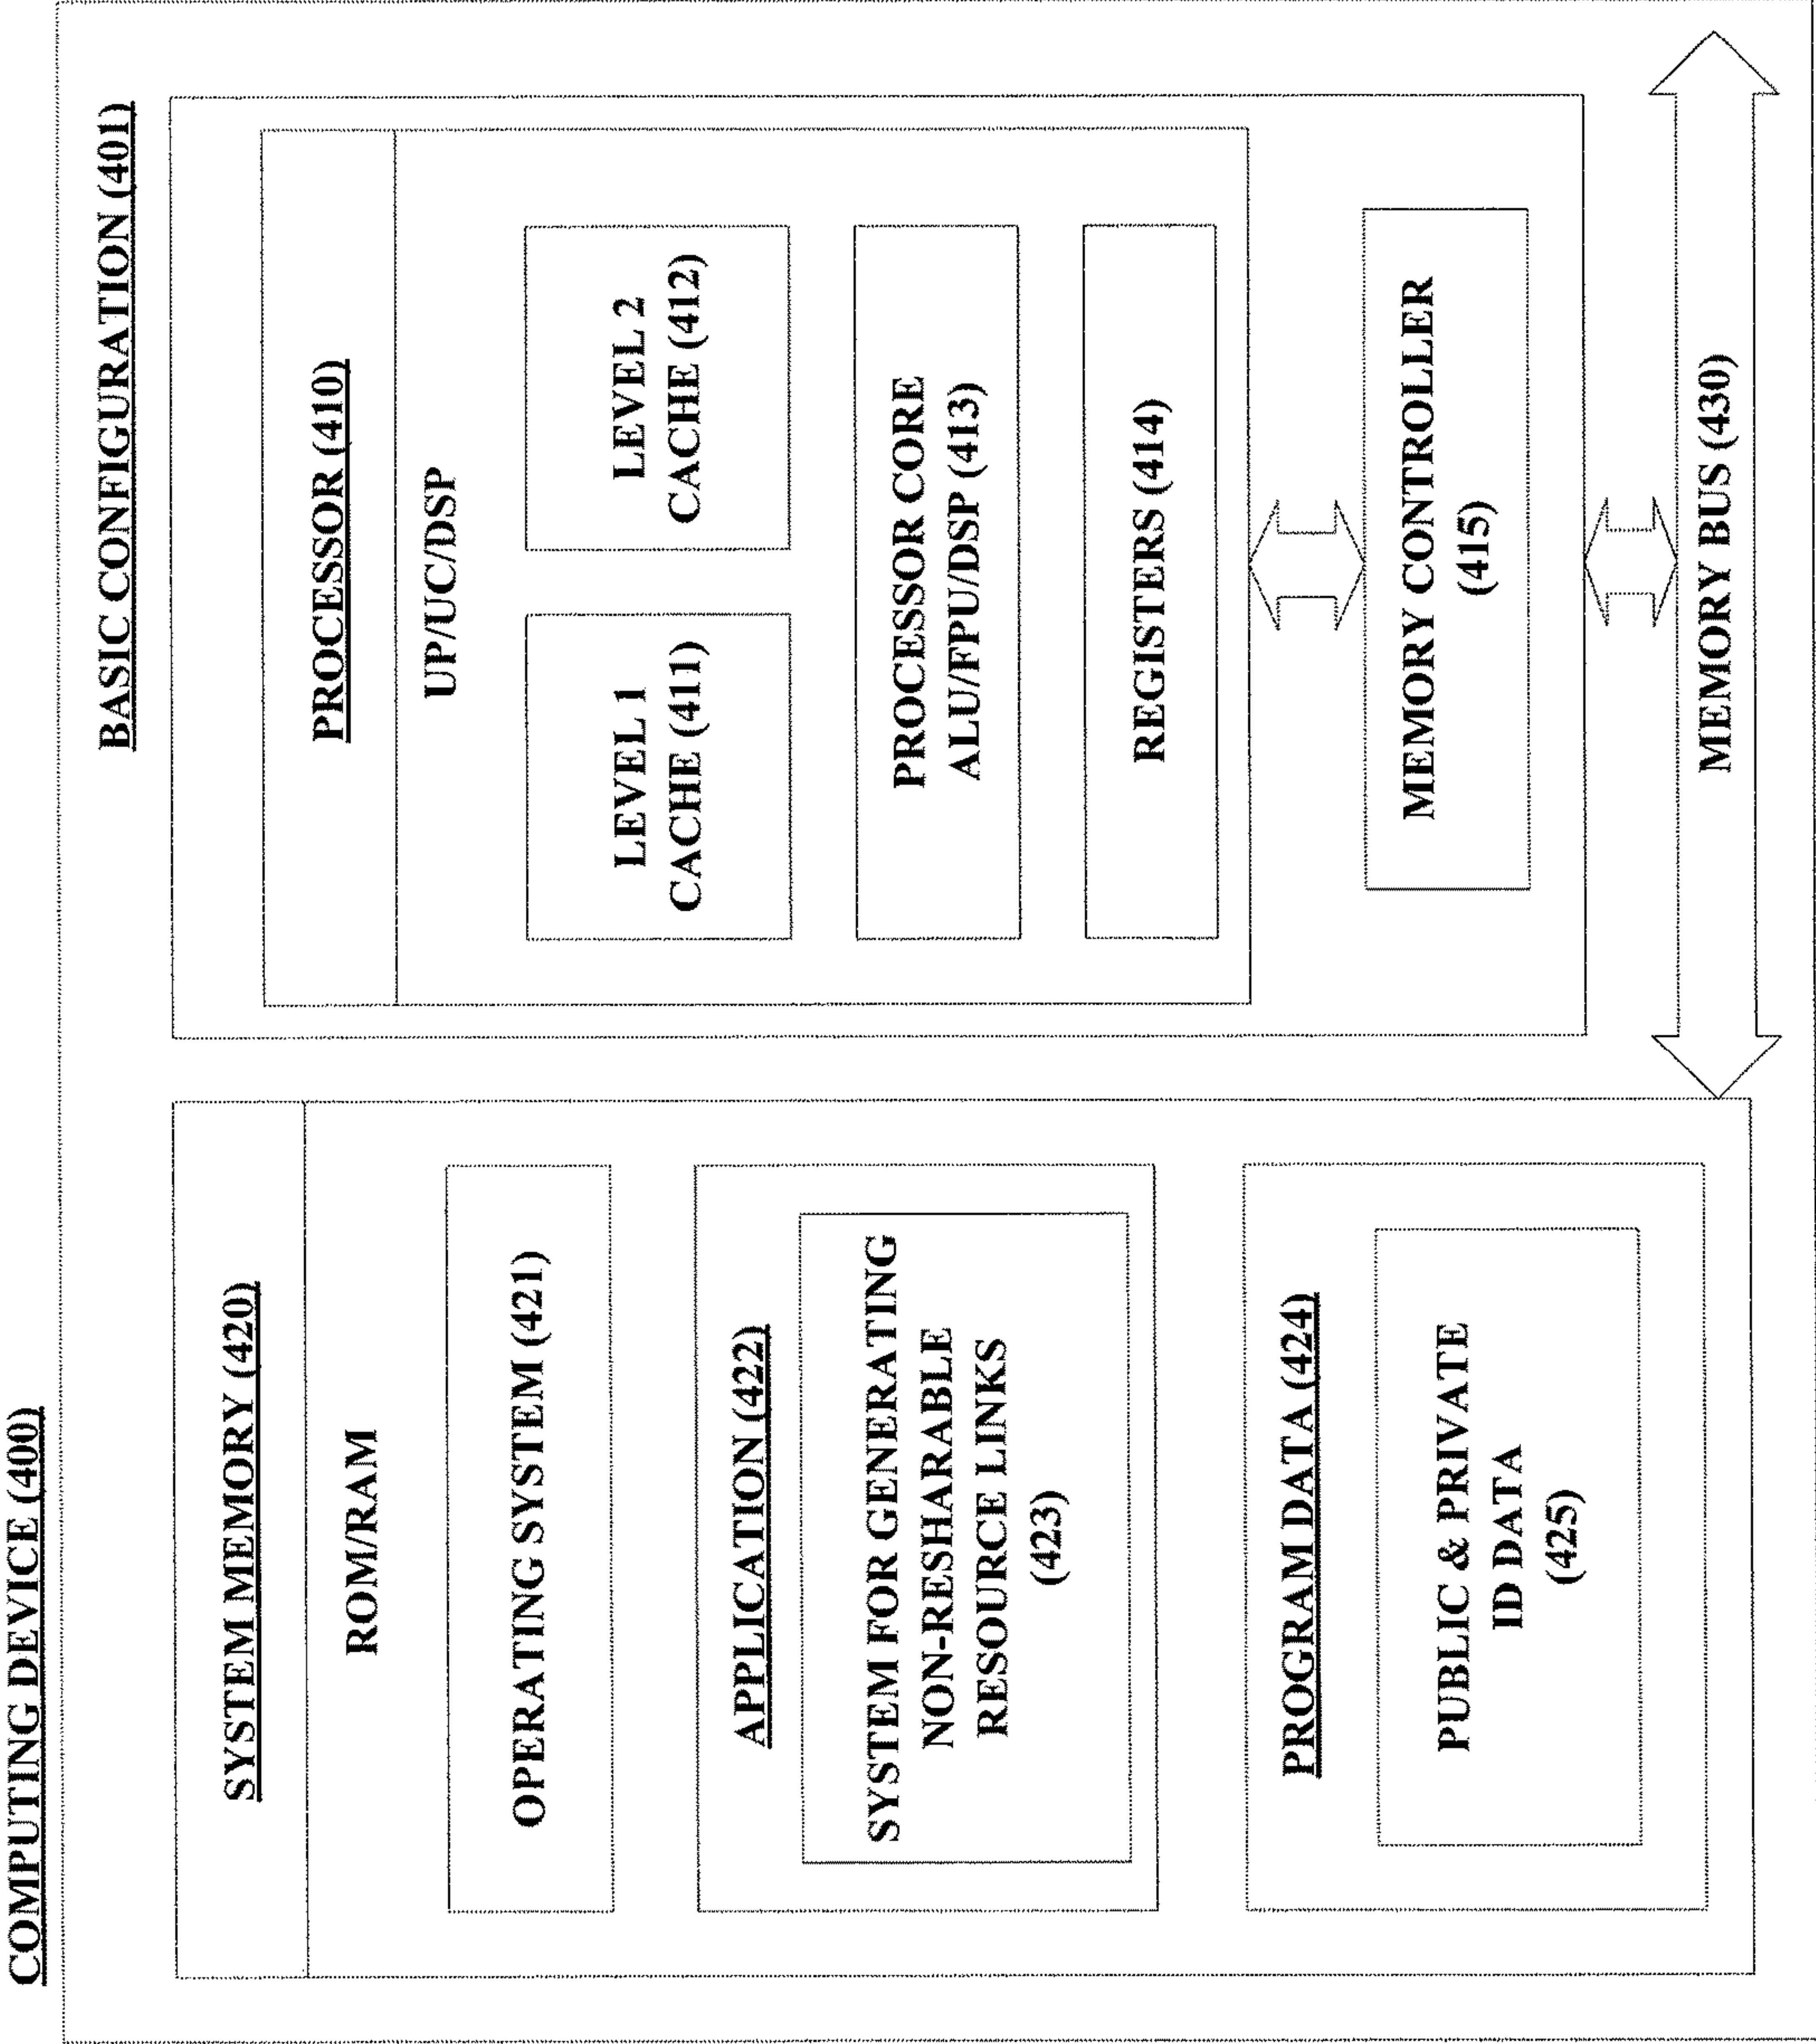 COMPUTING DEVICE (400)
BASIC CONFIGURATION (401)
SYSTEM MEMORY (420)
ROM/RAM
OPERATING SYSTEM (421)
APPLICATION (422)
SYSTEM FOR GENERATING
NON-RESHARABLE
RESOURCE LINKS
(423)
PROGRAM DATA (424)
PUBLIC & PRIVATE
ID DATA
(425)
PROCESSOR (410)
UP/UC/DSP
LEVEL 1
CACHE (411)
LEVEL 2
CACHE (412)
PROCESSOR CORE
ALU/FPU/DSP (413)
REGISTERS (414)
MEMORY CONTROLLER
(415)
MEMORY BUS (430)